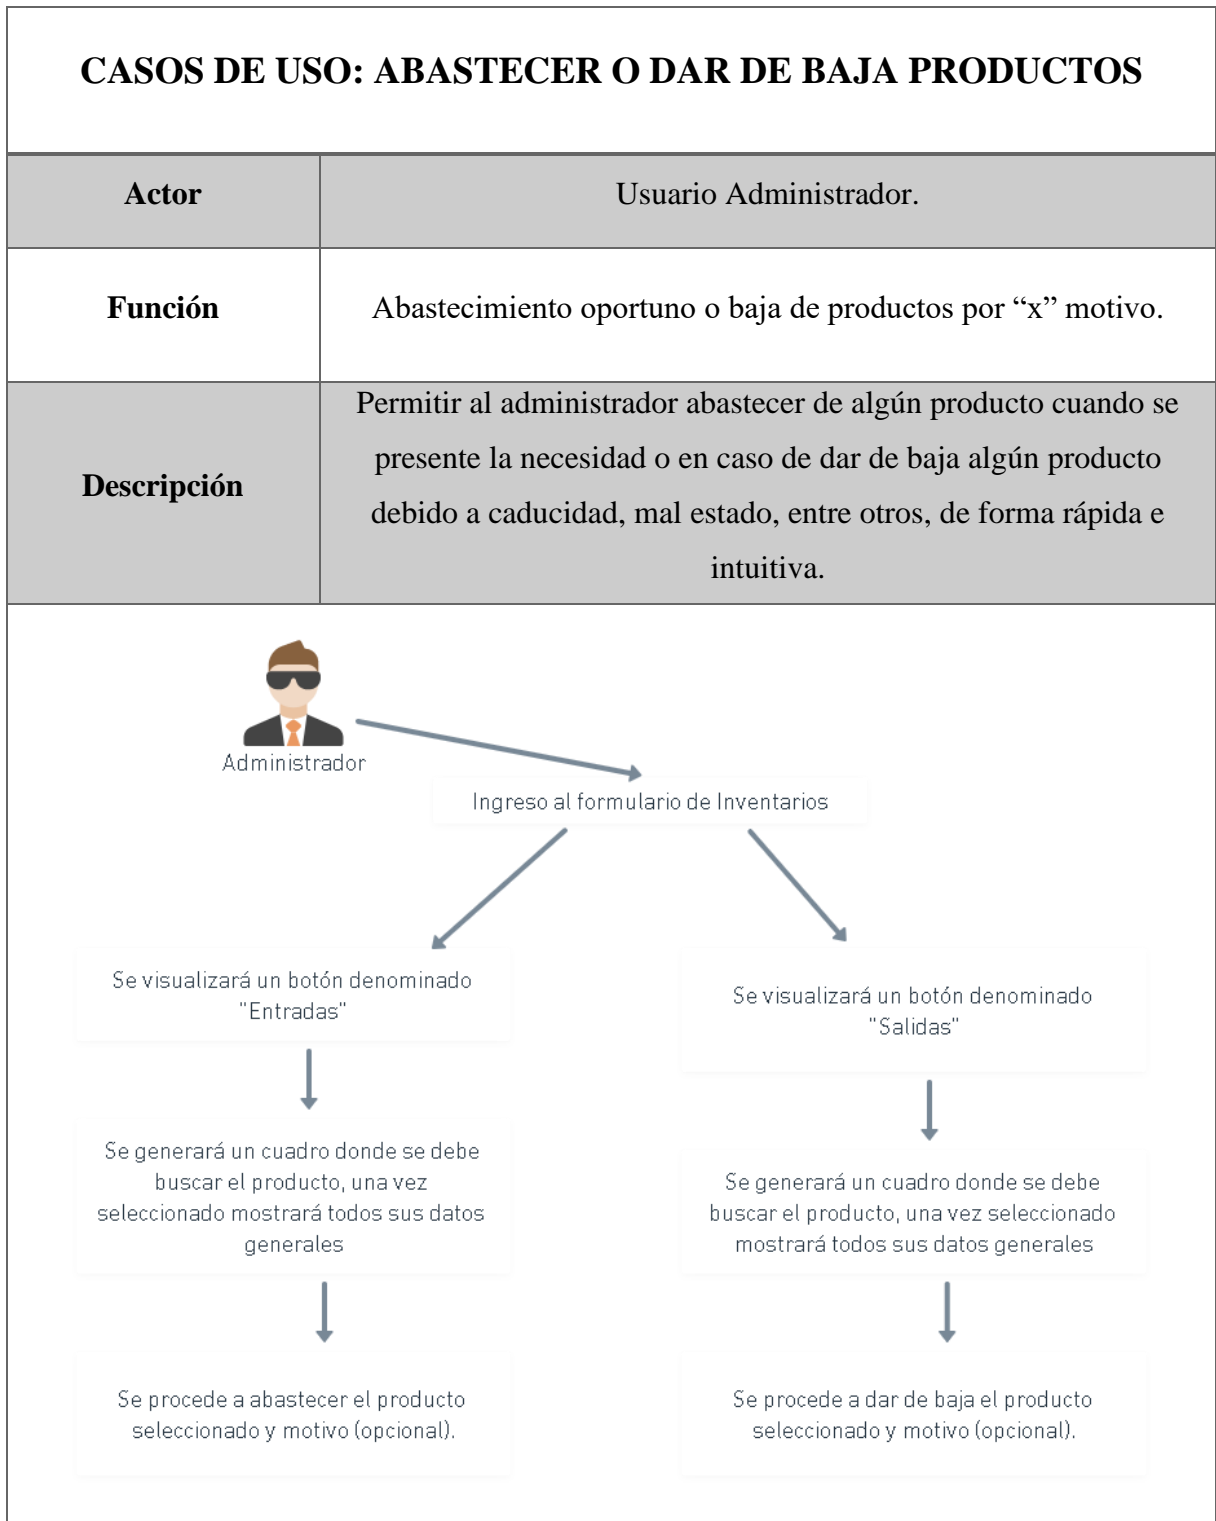 CASOS DE USO: ABASTECER O DAR DE BAJA PRODUCTOS
Actor
Usuario Administrador.
Función
Abastecimiento oportuno o baja de productos por “x” motivo.
Descripción
Permitir al administrador abastecer de algún producto cuando se
presente la necesidad o en caso de dar de baja algún producto
debido a caducidad, mal estado, entre otros, de forma rápida e
intuitiva.
Administrador
Ingreso al formulario de Inventarios
Se visualizará un botón denominado
"Entradas"
Se generará un cuadro donde se debe
buscar el producto, una vez
seleccionado mostrará todos sus datos
generales
Se procede a abastecer el producto
seleccionado y motivo (opcional).
Se visualizará un botón denominado
"Salidas"
Se generará un cuadro donde se debe
buscar el producto, una vez seleccionado
mostrará todos sus datos generales
Se procede a dar de baja el producto
seleccionado y motivo (opcional).